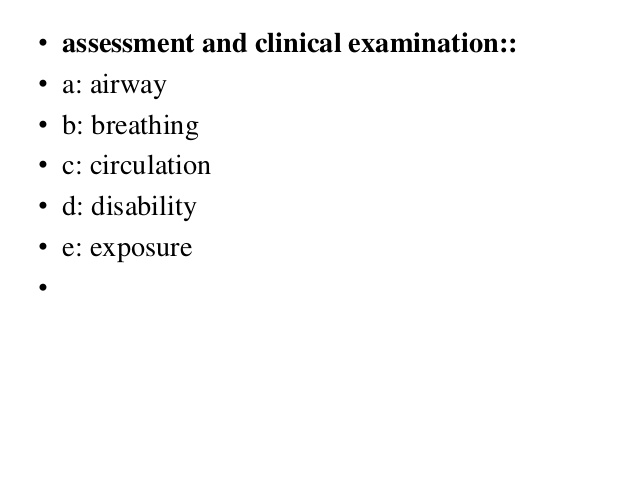 • assessment and clinical examination::
• a: airway
• b: breathing
• c: circulation
• d: disability
• e: exposure
•